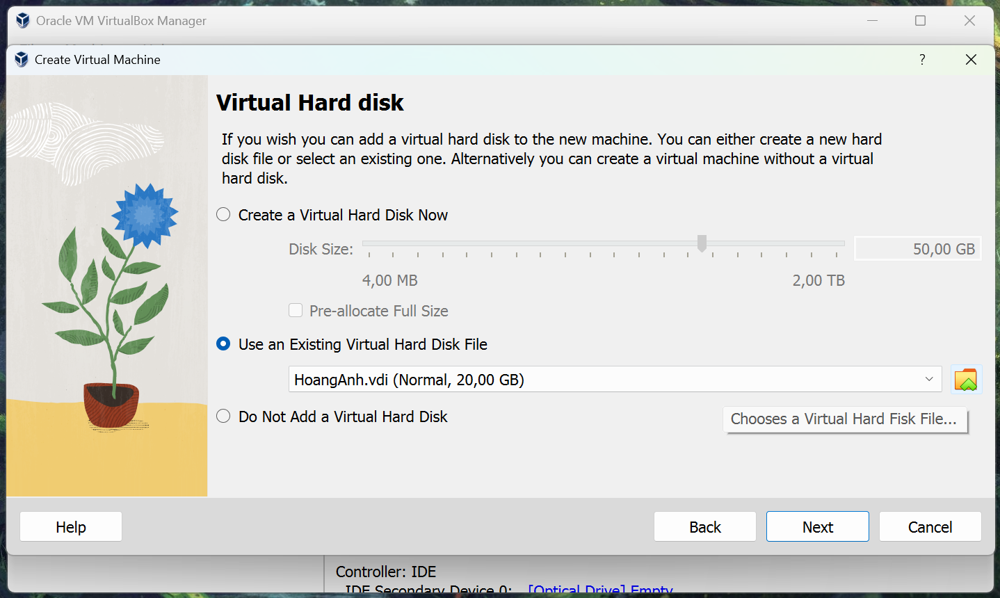 Oracle VM VirtualBox Manager
Create Virtual Machine
?
Virtual Hard disk
If you wish you can add a virtual hard disk to the new machine. You can either create a new hard
disk file or select an existing one. Alternatively you can create a virtual machine without a virtual
hard disk.
Create a Virtual Hard Disk Now
Disk Size:
50,00 GB
4,00 MB
2,00 TB
Pre-allocate Full Size
Use an Existing Virtual Hard Disk File
HoangAnh.vdi (Normal, 20,00 GB)
Do Not Add a Virtual Hard Disk
Chooses a Virtual Hard Fisk File...
Help
Back
Next
Cancel
Controller: IDE
IDE Secondary Device 0:
[Optical Drive] Empty